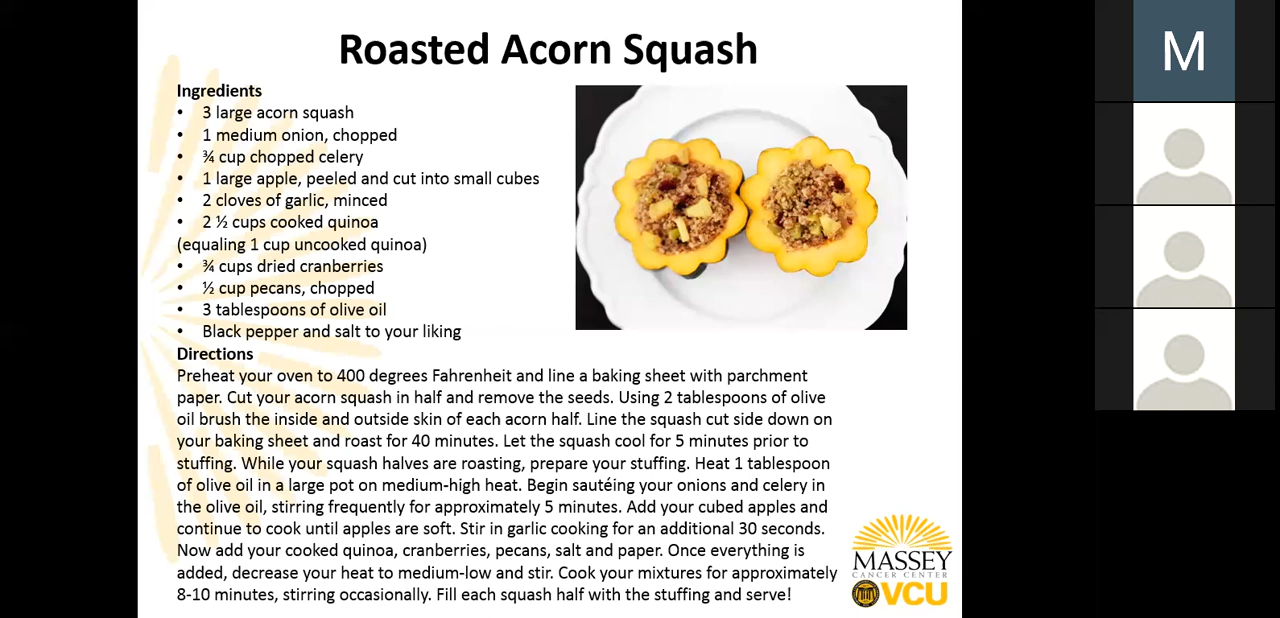 Roasted Acorn Squash
Ingredients
• 3 large acorn squash
• 1 medium onion, chopped
• ¾ cup chopped celery
• 1 large apple, peeled and cut into small cubes
• 2 cloves of garlic, minced
• 2 ½ cups cooked quinoa
(equaling 1 cup uncooked quinoa)
• ¾ cups dried cranberries
• ½ cup pecans, chopped
• 3 tablespoons of olive oil
• Black pepper and salt to your liking
Directions
Preheat your oven to 400 degrees Fahrenheit and line a baking sheet with parchment
paper. Cut your acorn squash in half and remove the seeds. Using 2 tablespoons of olive
oil brush the inside and outside skin of each acorn half. Line the squash cut side down on
your baking sheet and roast for 40 minutes. Let the squash cool for 5 minutes prior to
stuffing. While your squash halves are roasting, prepare your stuffing. Heat 1 tablespoon
of olive oil in a large pot on medium-high heat. Begin sautéing your onions and celery in
the olive oil, stirring frequently for approximately 5 minutes. Add your cubed apples and
continue to cook until apples are soft. Stir in garlic cooking for an additional 30 seconds.
Now add your cooked quinoa, cranberries, pecans, salt and paper. Once everything is
added, decrease your heat to medium-low and stir. Cook your mixtures for approximately
8-10 minutes, stirring occasionally. Fill each squash half with the stuffing and serve!
MASSEY
CANCER CENTER
VCU
M